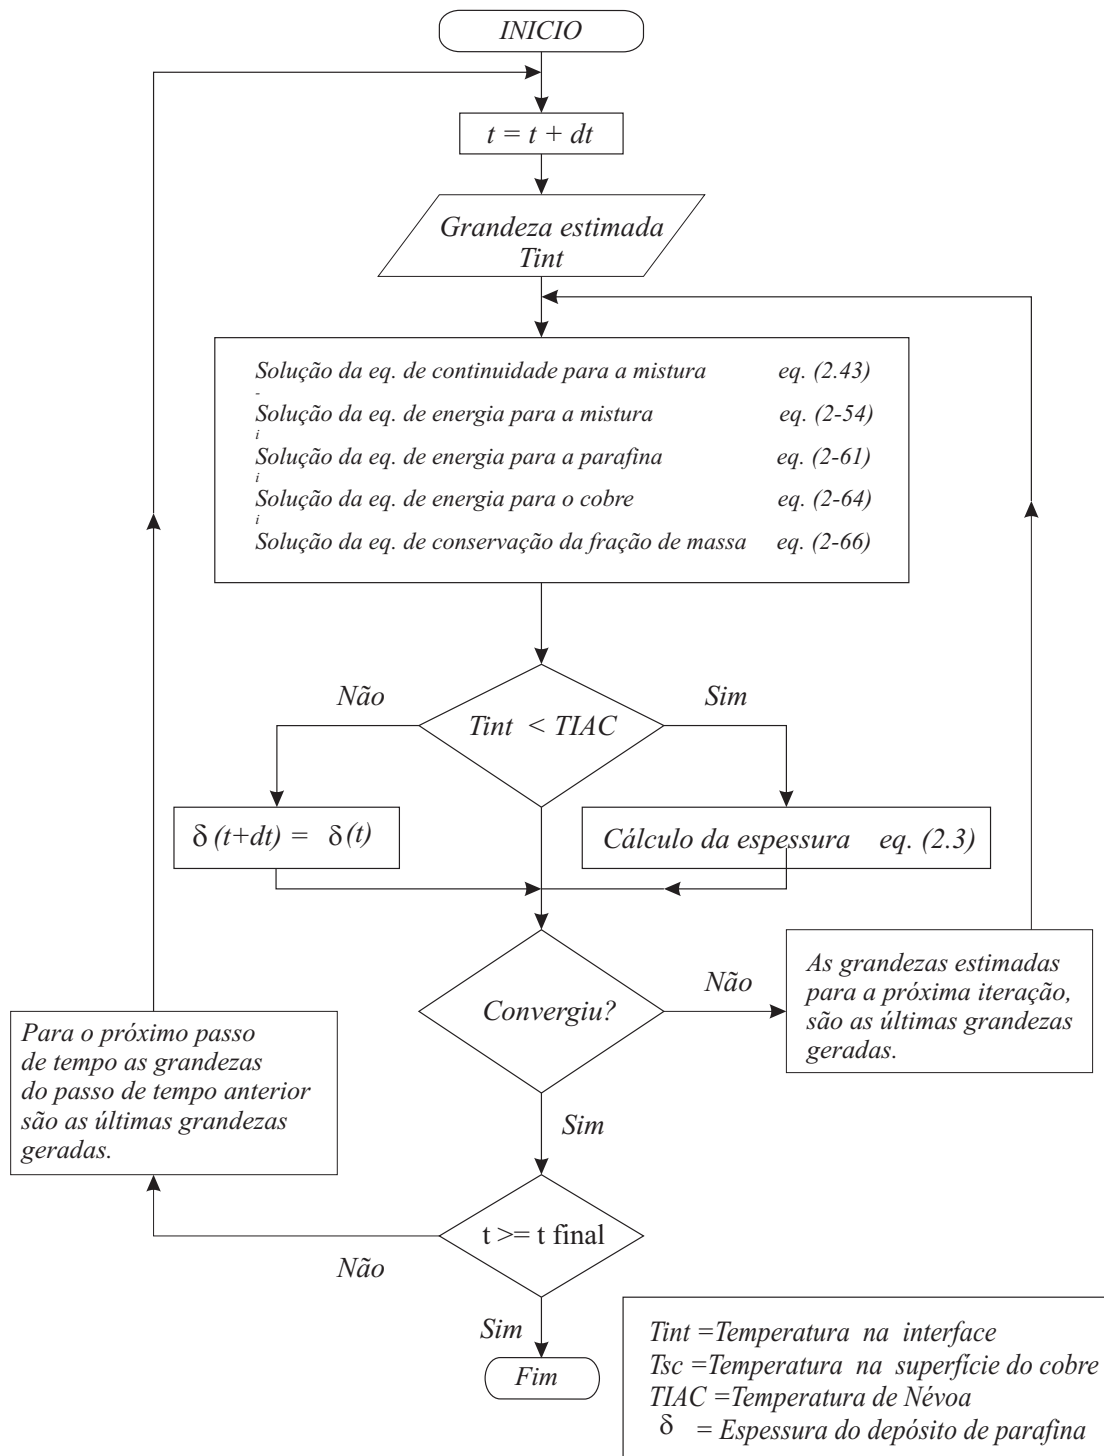 INICIO
t = t + dt
Grandeza estimada
Tint
Solução da eq. de continuidade para a mistura eq. (2.43)
-
Solução da eq. de energia para a mistura eq. (2-54)
i
Solução da eq. de energia para a parafina eq. (2-61)
i
Solução da eq. de energia para o cobre eq. (2-64)
i
Solução da eq. de conservação da fração de massa eq. (2-66)
Não
Sim
Tint < TIAC
δ (t+dt) = δ(t)
Cálculo da espessura eq. (2.3)
Convergiu?
Não
As grandezas estimadas
para a próxima iteração,
são as últimas grandezas
geradas.
Para o próximo passo
de tempo as grandezas
do passo de tempo anterior
são as últimas grandezas
geradas.
Sim
t >= t final
Não
Sim
Fim
Tint =Temperatura na interface
Tsc =Temperatura na superfície do cobre
TIAC =Temperatura de Névoa
δ = Espessura do depósito de parafina